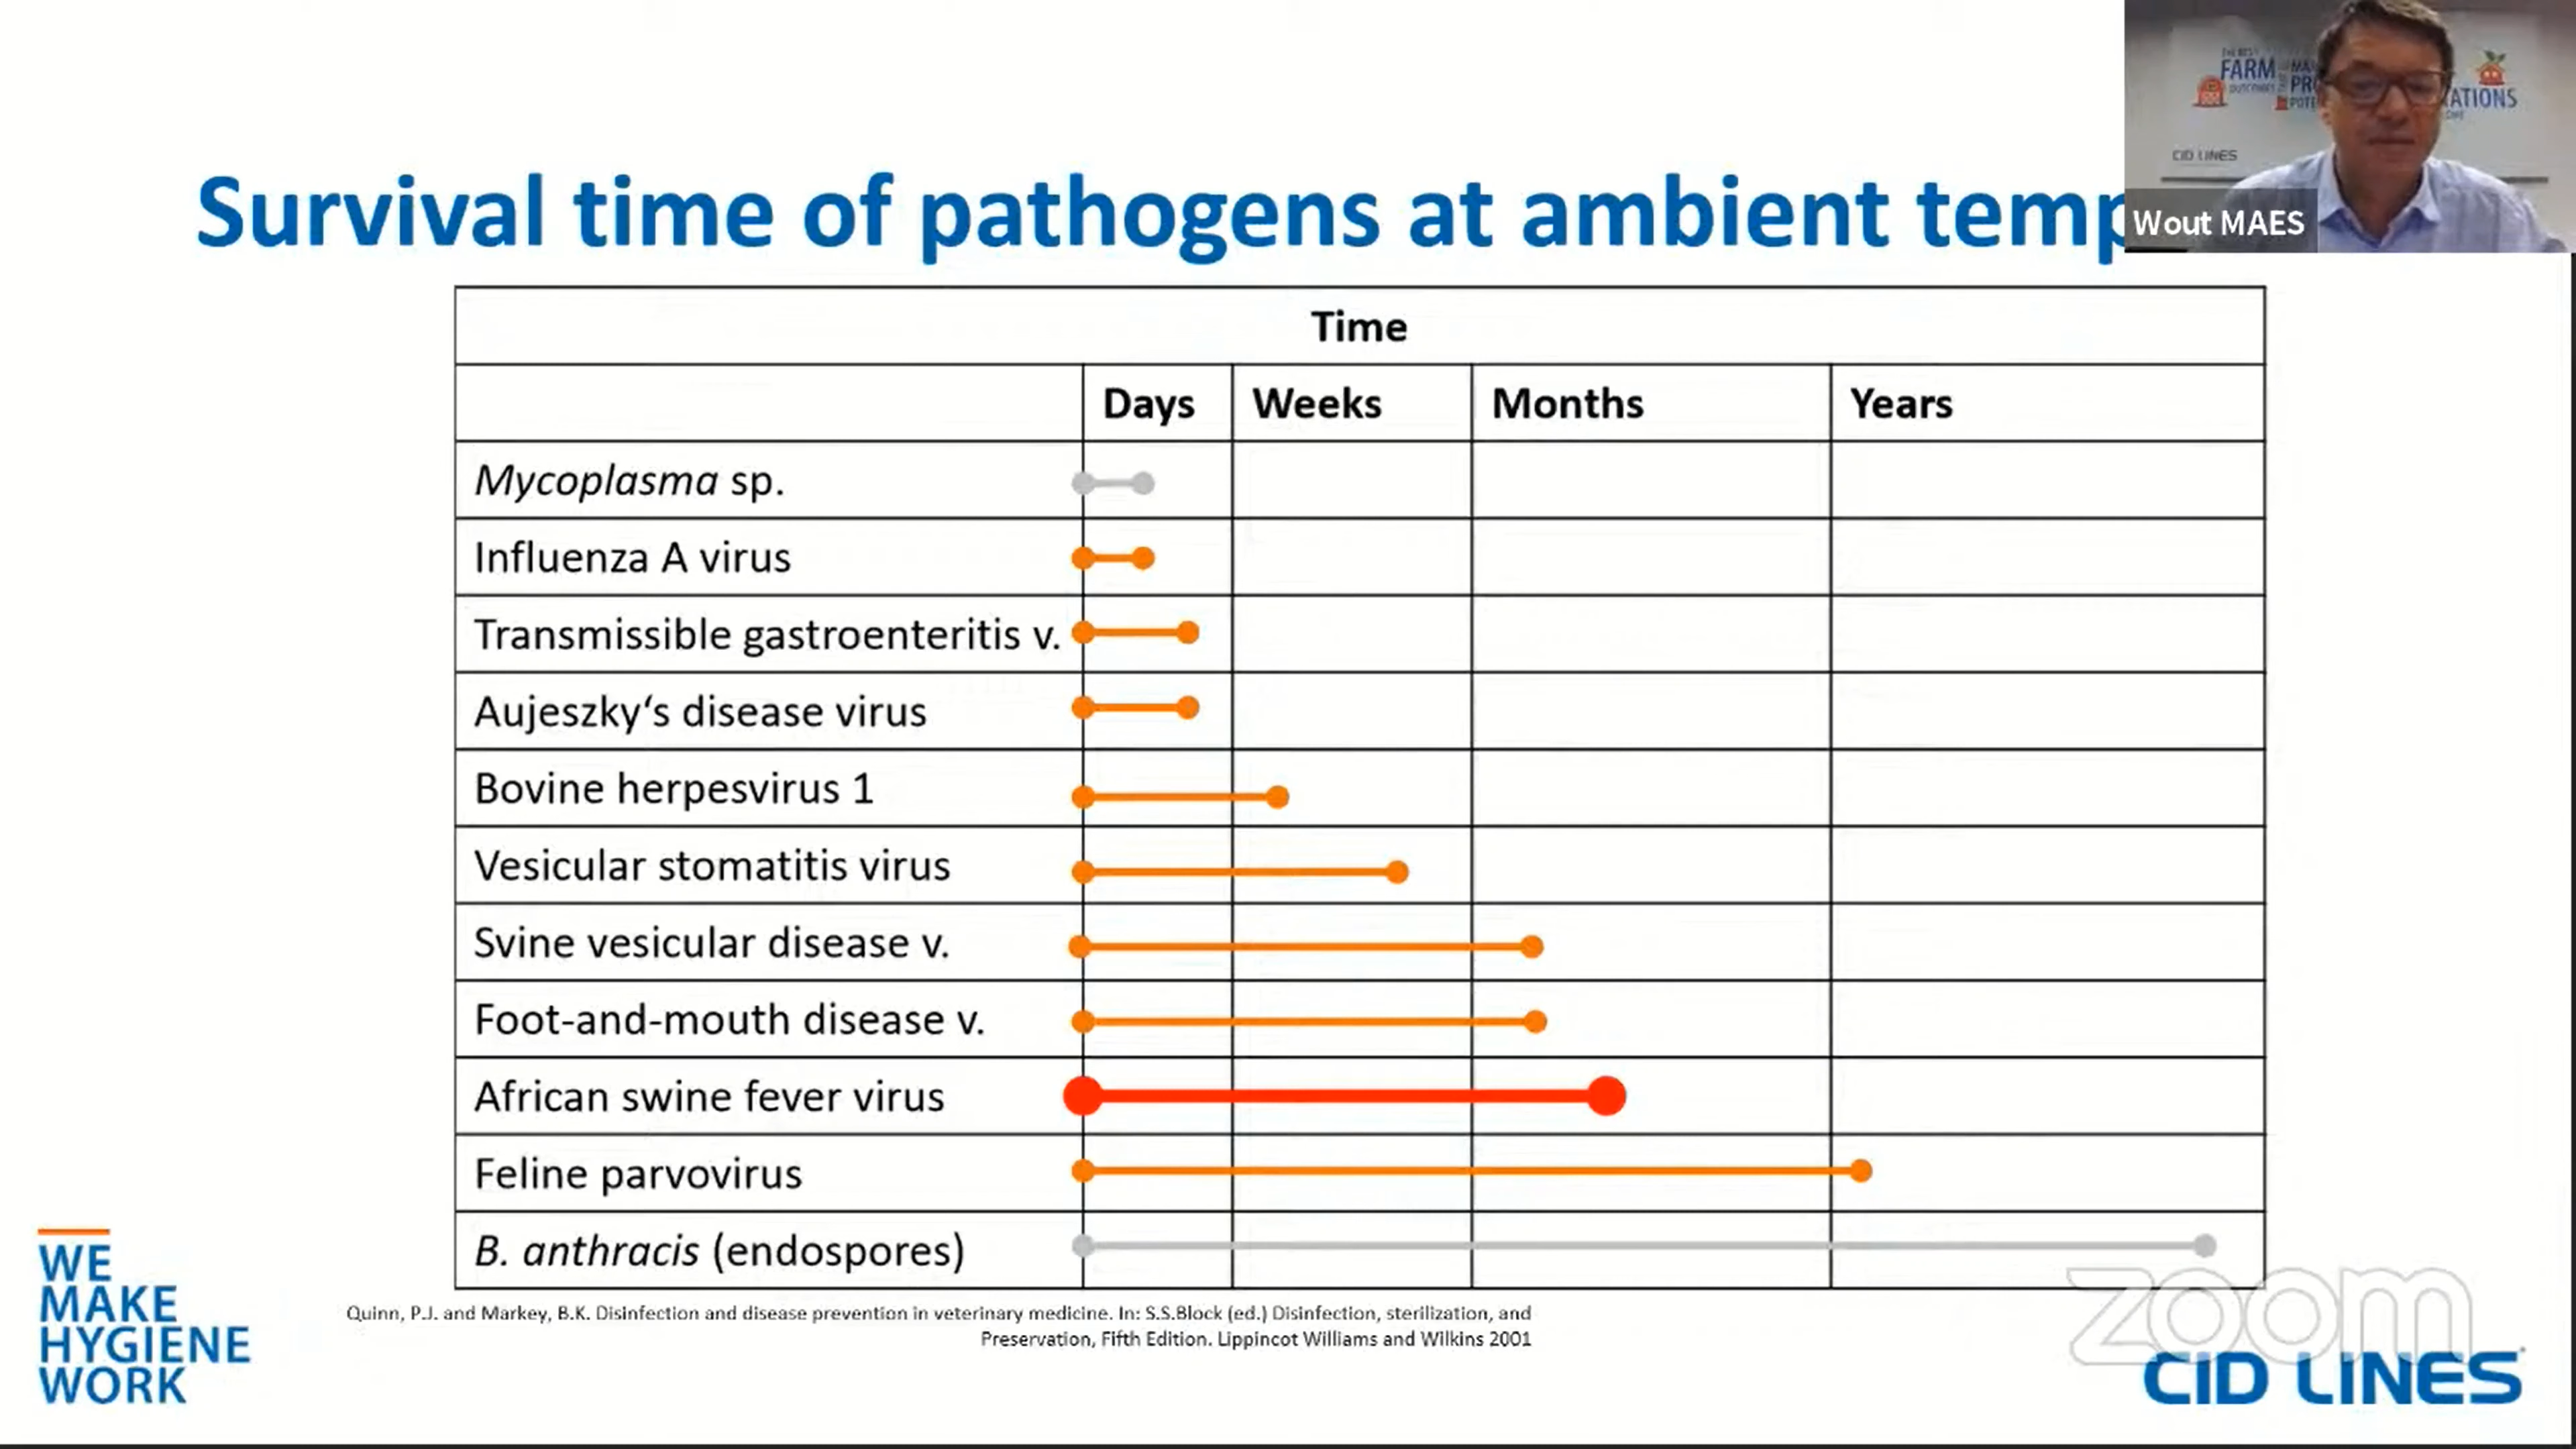 THE BEST
FARM
OUTCOMES
CID LINES
Wout MAES
Survival time of pathogens at ambient temp
Time
Days Weeks Months Years
Mycoplasma sp.
Influenza A virus
Transmissible gastroenteritis v.
Aujeszky‘s disease virus
Bovine herpesvirus 1
Vesicular stomatitis virus
Svine vesicular disease v.
Foot-and-mouth disease v.
African swine fever virus
Feline parvovirus
B. anthracis (endospores)
Quinn, P.J. and Markey, B.K. Disinfection and disease prevention in veterinary medicine. In: S.S.Block (ed.) Disinfection, sterilization, and
Preservation, Fifth Edition. Lippincot Williams and Wilkins 2001
WE
MAKE
HYGIENE
WORK
zoom
CID LINES